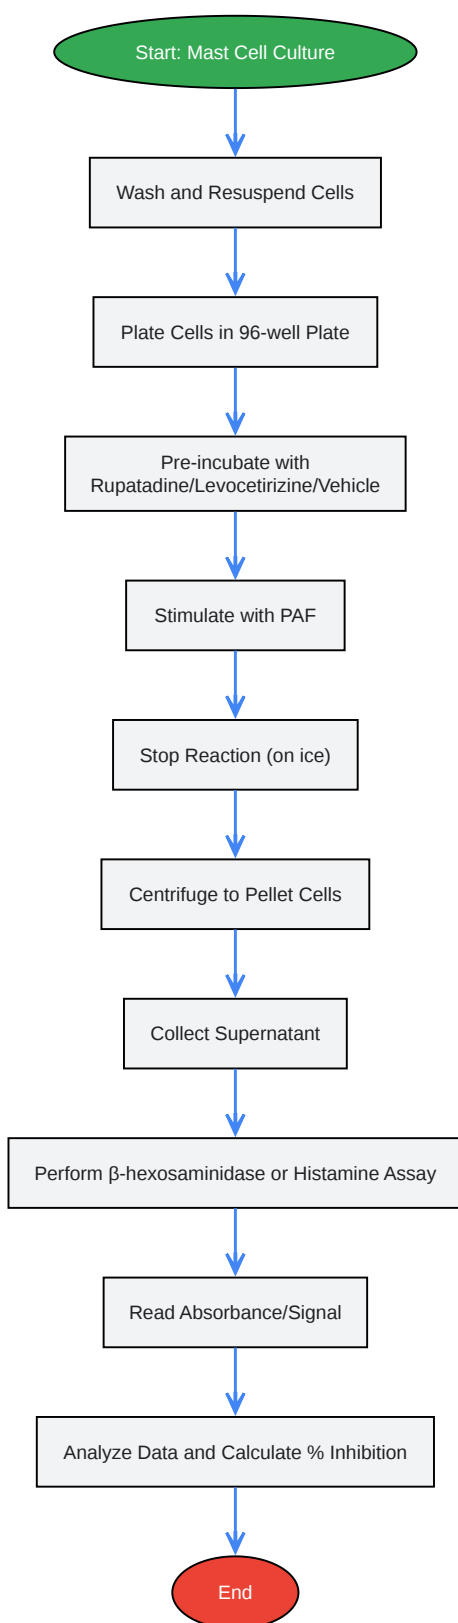 Start: Mast Cell Culture
Wash and Resuspend Cells
Plate Cells in 96-well Plate
Pre-incubate with
Rupatadine/Levocetirizine/Vehicle
Stimulate with PAF
Stop Reaction (on ice)
Centrifuge to Pellet Cells
Collect Supernatant
Perform β-hexosaminidase or Histamine Assay
Read Absorbance/Signal
Analyze Data and Calculate % Inhibition
End